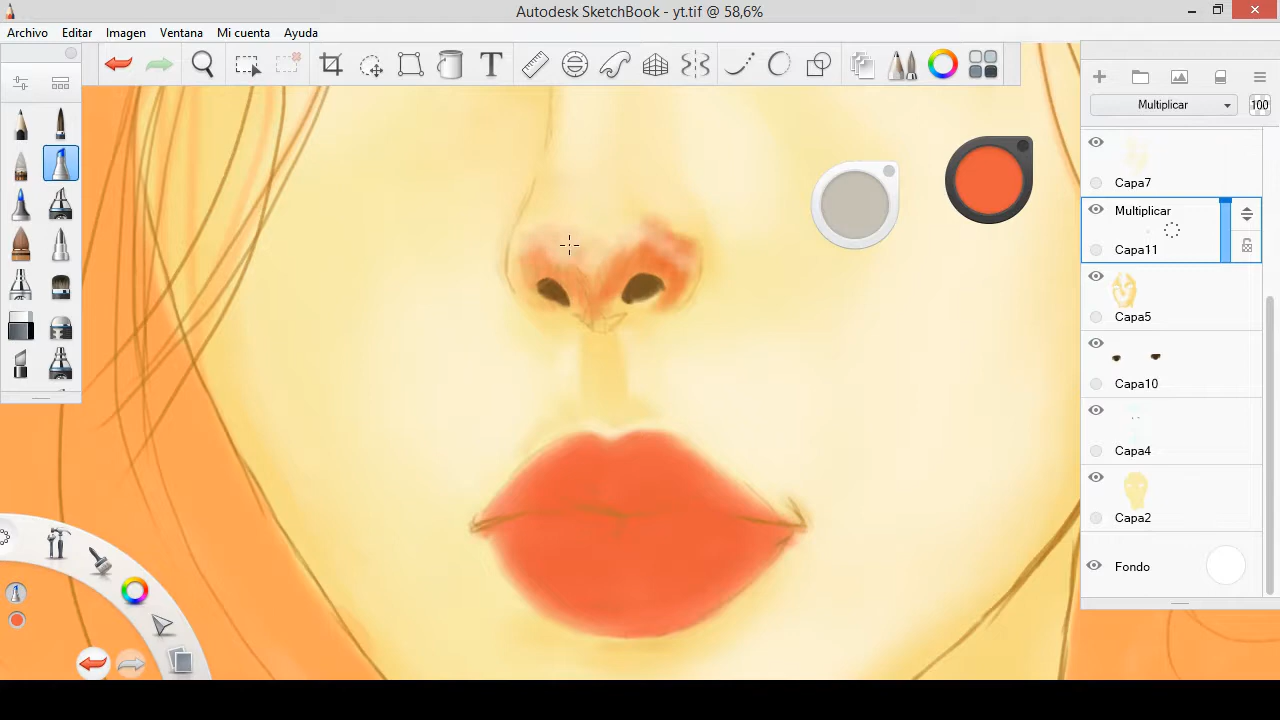 Autodesk SketchBook - yt.tif @ 58,6%
Archivo Editar Imagen Ventana Mi cuenta Ayuda
T
Multiplicar 100
Capa7
Multiplicar
Capa11
Capa5
Capa10
Capa4
Capa2
Fondo